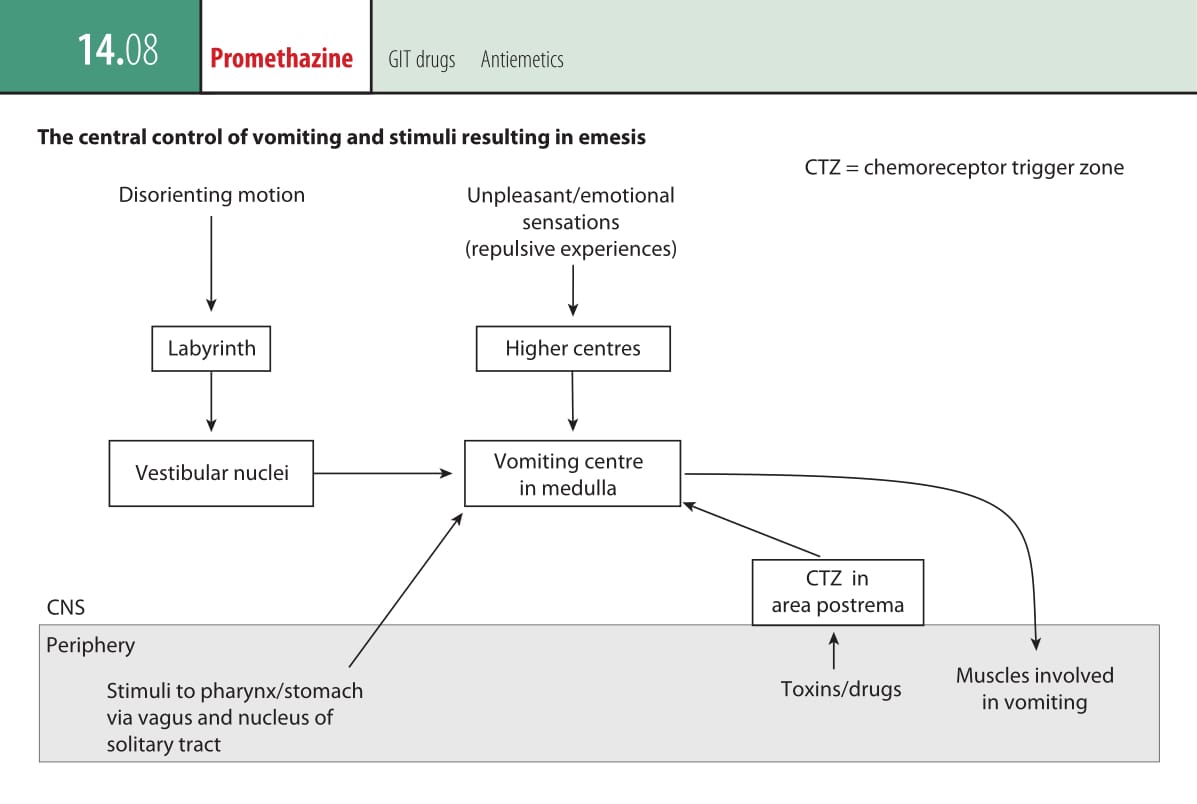 14.08
Promethazine
GIT drugs
Antiemetics
The central control of vomiting and stimuli resulting in emesis
CTZ = chemoreceptor trigger zone
Disorienting motion
Unpleasant/emotional
sensations
(repulsive experiences)
Labyrinth
Higher centres
Vestibular nuclei
Vomiting centre
in medulla
CTZ in
area postrema
CNS
Periphery
Stimuli to pharynx/stomach
via vagus and nucleus of
solitary tract
Toxins/drugs
Muscles involved
in vomiting